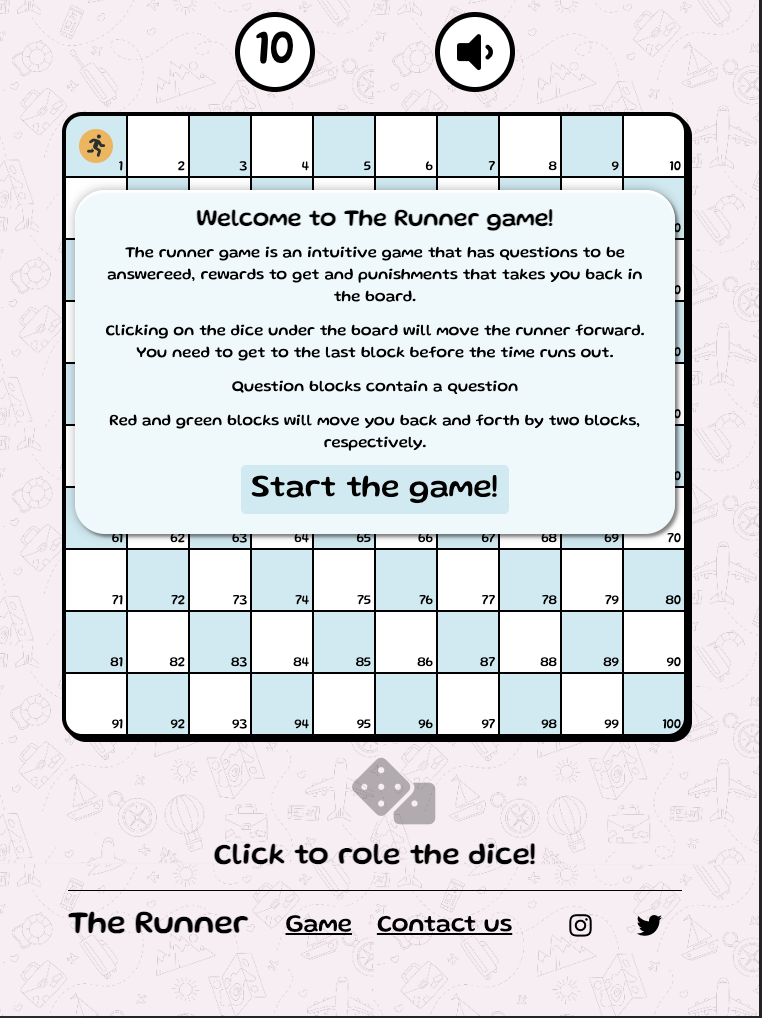 10
1 2 3 4 5 6 7 8 9 10
Welcome to The Runner game!
The runner game is an intuitive game that has questions to be
answereed, rewards to get and punishments that takes you back in
the board.
Clicking on the dice under the board will move the runner forward.
You need to get to the last block before the time runs out.
Question blocks contain a question
Red and green blocks will move you back and forth by two blocks,
respectively.
Start the game!
61 62 63 64 65 66 67 68 69 70
71 72 73 74 75 76 77 78 79 80
81 82 83 84 85 86 87 88 89 90
91 92 93 94 95 96 97 98 99 100
Click to role the dice!
The Runner Game Contact us